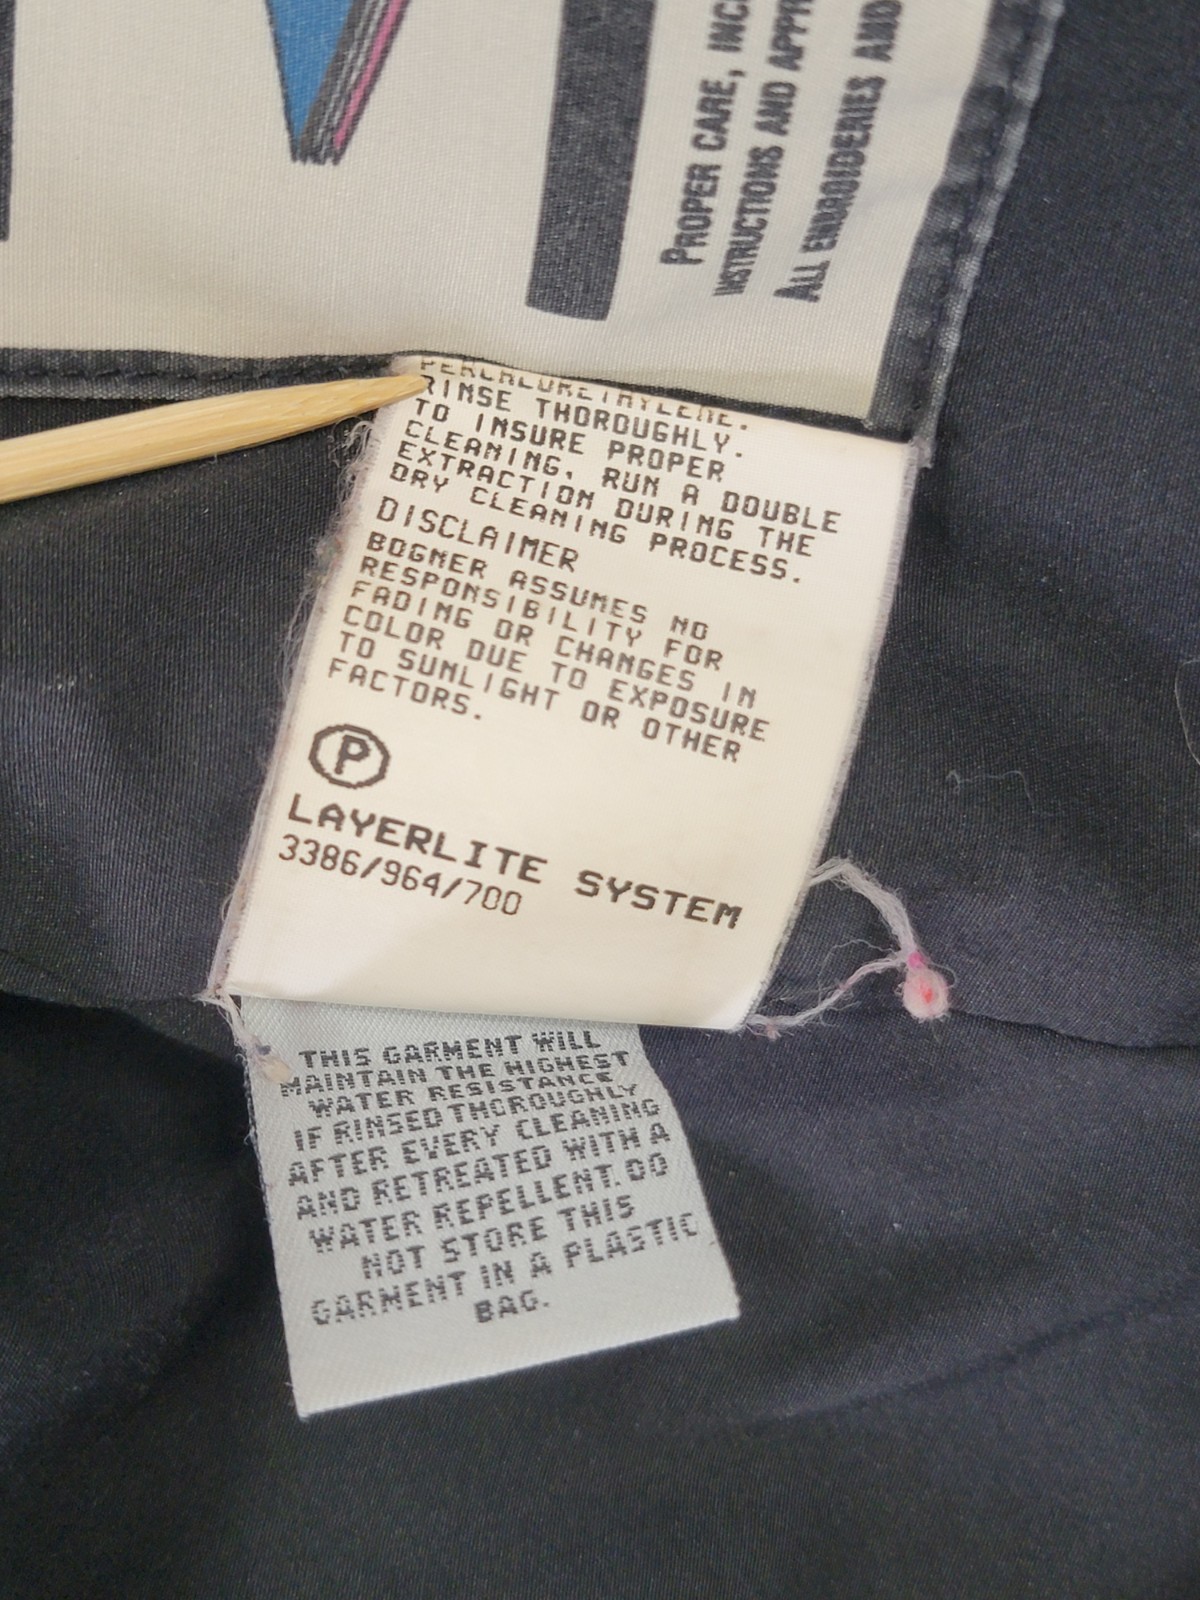 PROPER CARE, INC
INSTRUCTIONS AND APPR
ALL EMBROIDERIES AND
PERCHLORETHYLENE.
RINSE THOROUGHLY.
TO INSURE PROPER
CLEANING, RUN A DOUBLE
EXTRACTION DURING THE
DRY CLEANING PROCESS.
DISCLAIMER
BOGNER ASSUMES NO
RESPONSIBILITY FOR
FADING OR CHANGES IN
COLOR DUE TO EXPOSURE
TO SUNLIGHT OR OTHER
FACTORS.
P
LAYERLITE SYSTEM
3386/964/700
THIS GARMENT WILL
MAINTAIN THE HIGHEST
WATER RESISTANCE
IF RINSED THOROUGHLY
AFTER EVERY CLEANING
AND RETREATED WITH A
WATER REPELLENT. DO
NOT STORE THIS
GARMENT IN A PLASTIC
BAG.